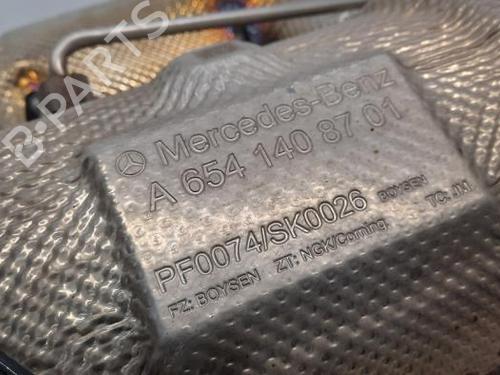 B-PARTS
Mercedes-Benz
A 654 140 87 01
PF0074/SK0026 BOYSEN
FZ: BOYSEN ZT: NGK/Corning TC: JM